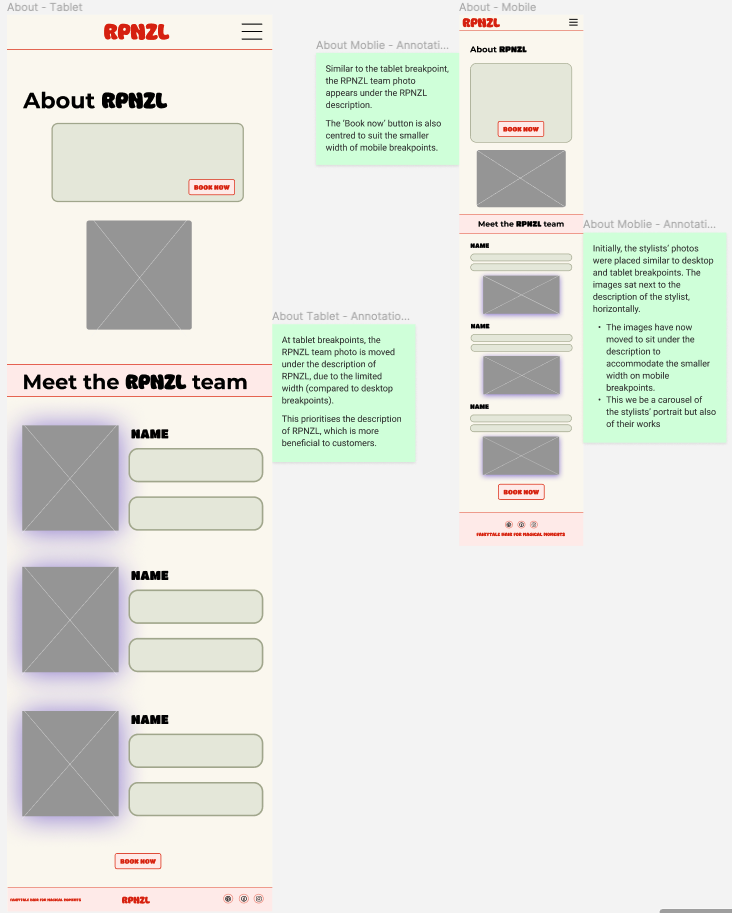 About - Tablet
RPNZL
About RPNZL
BOOK NOW
Meet the RPNZL team
NAME
NAME
NAME
BOOK NOW
FAIRYTALE HAIR FOR MAGICAL MOMENTS
RPNZL
About Moblie - Annotati...
Similar to the tablet breakpoint,
the RPNZL team photo
appears under the RPNZL
description.
The 'Book now' button is also
centred to suit the smaller
width of mobile breakpoints.
About Tablet - Annotatio...
At tablet breakpoints, the
RPNZL team photo is moved
under the description of
RPNZL, due to the limited
width (compared to desktop
breakpoints).
This prioritises the description
of RPNZL, which is more
beneficial to customers.
About - Mobile
RPNZL
About RPNZL
BOOK NOW
Meet the RPNZL team
NAME
NAME
NAME
BOOK NOW
FAIRYTALE HAIR FOR MAGICAL MOMENTS
About Moblie - Annotati...
Initially, the stylists' photos
were placed similar to desktop
and tablet breakpoints. The
images sat next to the
description of the stylist,
horizontally.
• The images have now
moved to sit under the
description to
accommodate the smaller
width on mobile
breakpoints.
• This we be a carousel of
the stylists' portrait but also
of their works